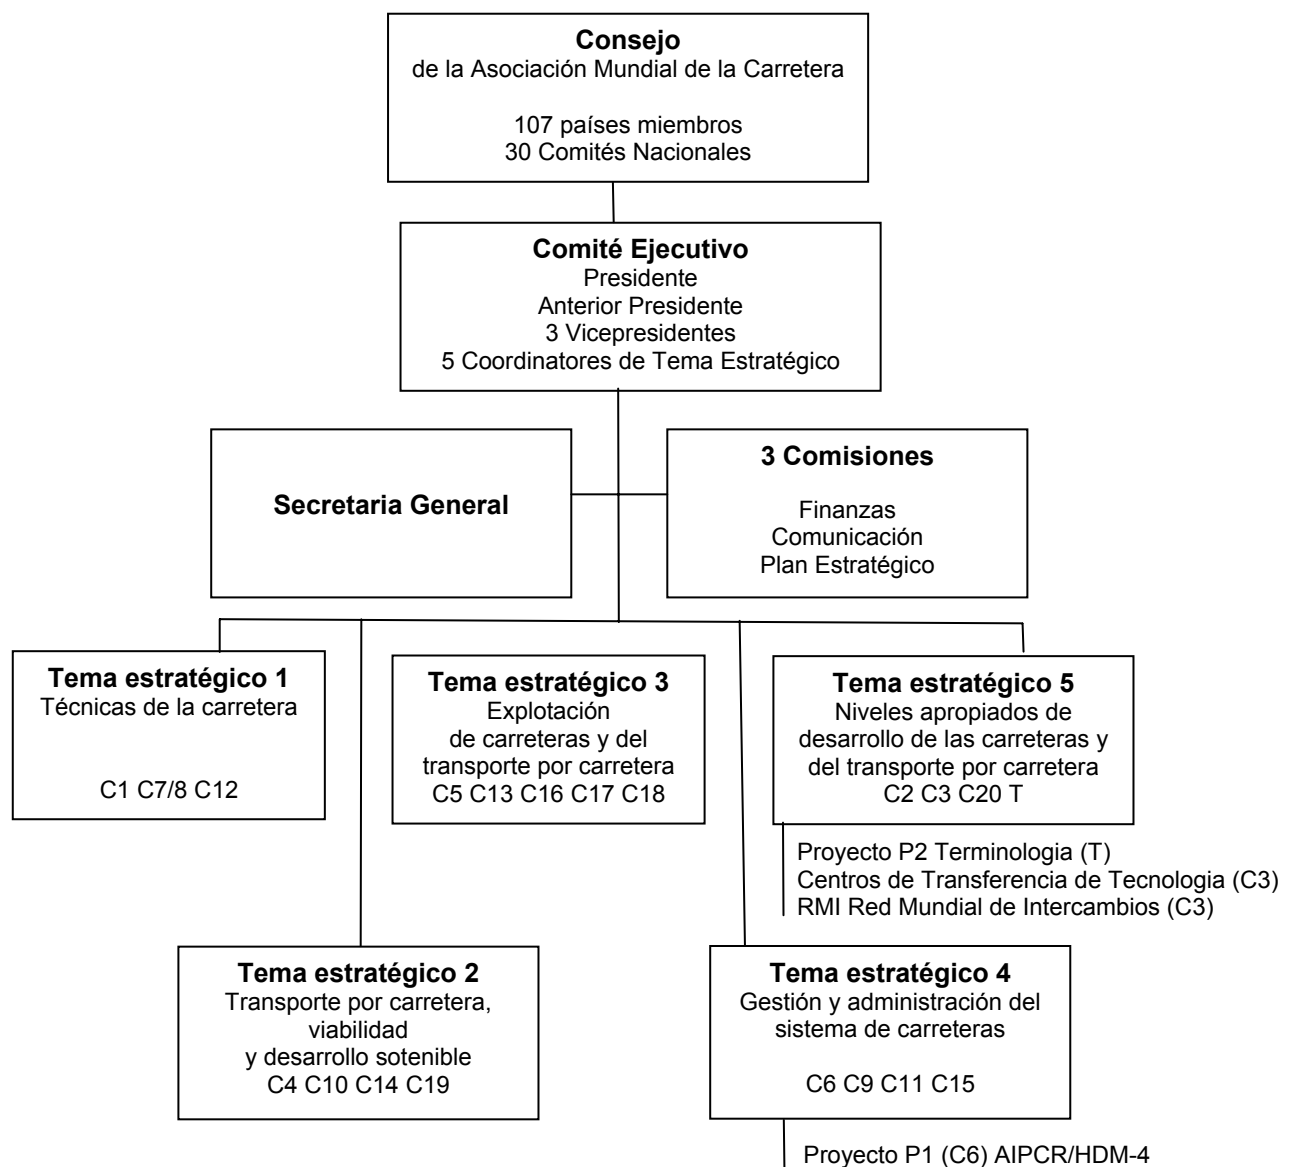 Consejo
de la Asociación Mundial de la Carretera
107 países miembros
30 Comités Nacionales
Comité Ejecutivo
Presidente
Anterior Presidente
3 Vicepresidentes
5 Coordinatores de Tema Estratégico
Secretaria General
3 Comisiones
Finanzas
Comunicación
Plan Estratégico
Tema estratégico 1
Técnicas de la carretera
C1 C7/8 C12
Tema estratégico 3
Explotación
de carreteras y del
transporte por carretera
C5 C13 C16 C17 C18
Tema estratégico 5
Niveles apropiados de
desarrollo de las carreteras y
del transporte por carretera
C2 C3 C20 T
Proyecto P2 Terminologia (T)
Centros de Transferencia de Tecnologia (C3)
RMI Red Mundial de Intercambios (C3)
Tema estratégico 2
Transporte por carretera,
viabilidad
y desarrollo sotenible
C4 C10 C14 C19
Tema estratégico 4
Gestión y administración del
sistema de carreteras
C6 C9 C11 C15
Proyecto P1 (C6) AIPCR/HDM-4